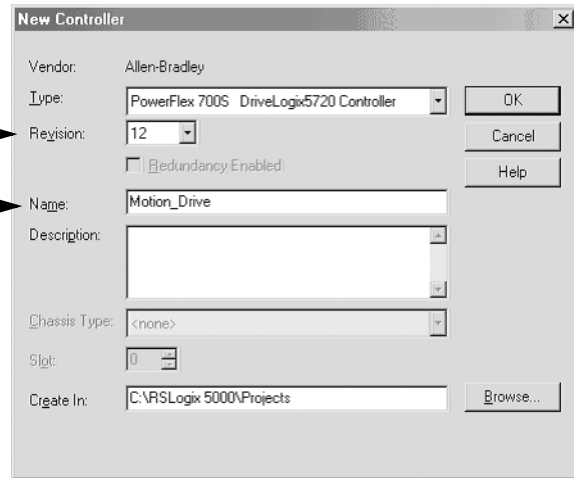 New Controller
Vendor: Allen-Bradley
Type: PowerFlex 700S DriveLogix5720 Controller
OK
Revision: 12
Cancel
Redundancy Enabled
Help
Name: Motion_Drive
Description:
Chassis Type: <none>
Slot: 0
Create In: C:\RSLogix 5000\Projects
Browse...